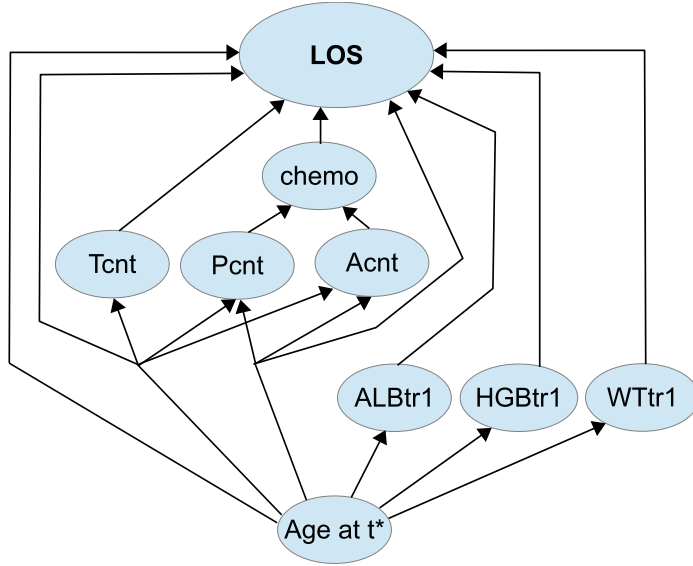 LOS
chemo
Tcnt
Pcnt
Acnt
ALBtr1
HGBtr1
WTtr1
Age at t*